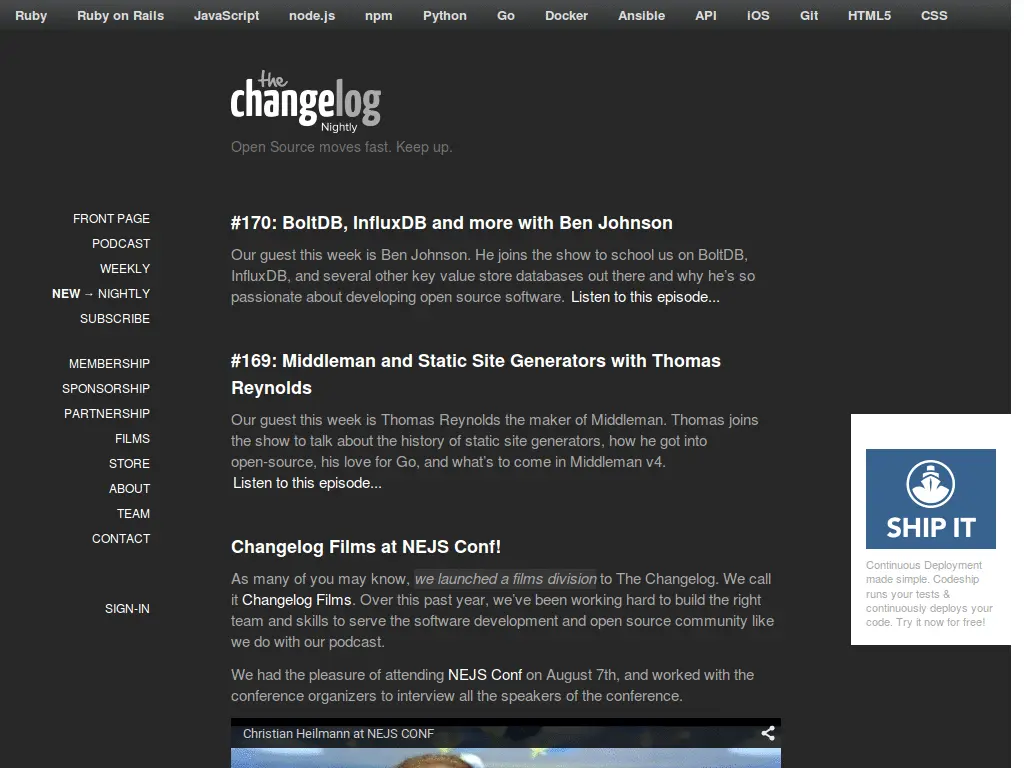 Ruby Ruby on Rails JavaScript node.js npm Python Go Docker Ansible API iOS Git HTML5 CSS
the
changelog
Nightly
Open Source moves fast. Keep up.
FRONT PAGE
PODCAST
WEEKLY
NEW → NIGHTLY
SUBSCRIBE
MEMBERSHIP
SPONSORSHIP
PARTNERSHIP
FILMS
STORE
ABOUT
TEAM
CONTACT
SIGN-IN
#170: BoltDB, InfluxDB and more with Ben Johnson
Our guest this week is Ben Johnson. He joins the show to school us on BoltDB,
InfluxDB, and several other key value store databases out there and why he's so
passionate about developing open source software. Listen to this episode...
#169: Middleman and Static Site Generators with Thomas
Reynolds
Our guest this week is Thomas Reynolds the maker of Middleman. Thomas joins
the show to talk about the history of static site generators, how he got into
open-source, his love for Go, and what's to come in Middleman v4.
Listen to this episode...
Changelog Films at NEJS Conf!
As many of you may know, we launched a films division to The Changelog. We call
it Changelog Films. Over this past year, we've been working hard to build the right
team and skills to serve the software development and open source community like
we do with our podcast.
We had the pleasure of attending NEJS Conf on August 7th, and worked with the
conference organizers to interview all the speakers of the conference.
Christian Heilmann at NEJS CONF
SHIP IT
Continuous Deployment
made simple. Codeship
runs your tests &
continuously deploys your
code. Try it now for free!